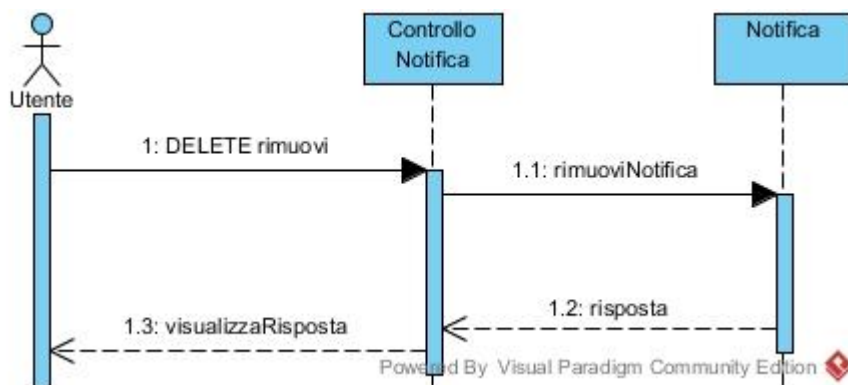 Controllo
Notifica
Notifica
Utente
1: DELETE rimuovi
1.1: rimuoviNotifica
1.2: risposta
1.3: visualizzaRisposta
Powered By Visual Paradigm Community Edition